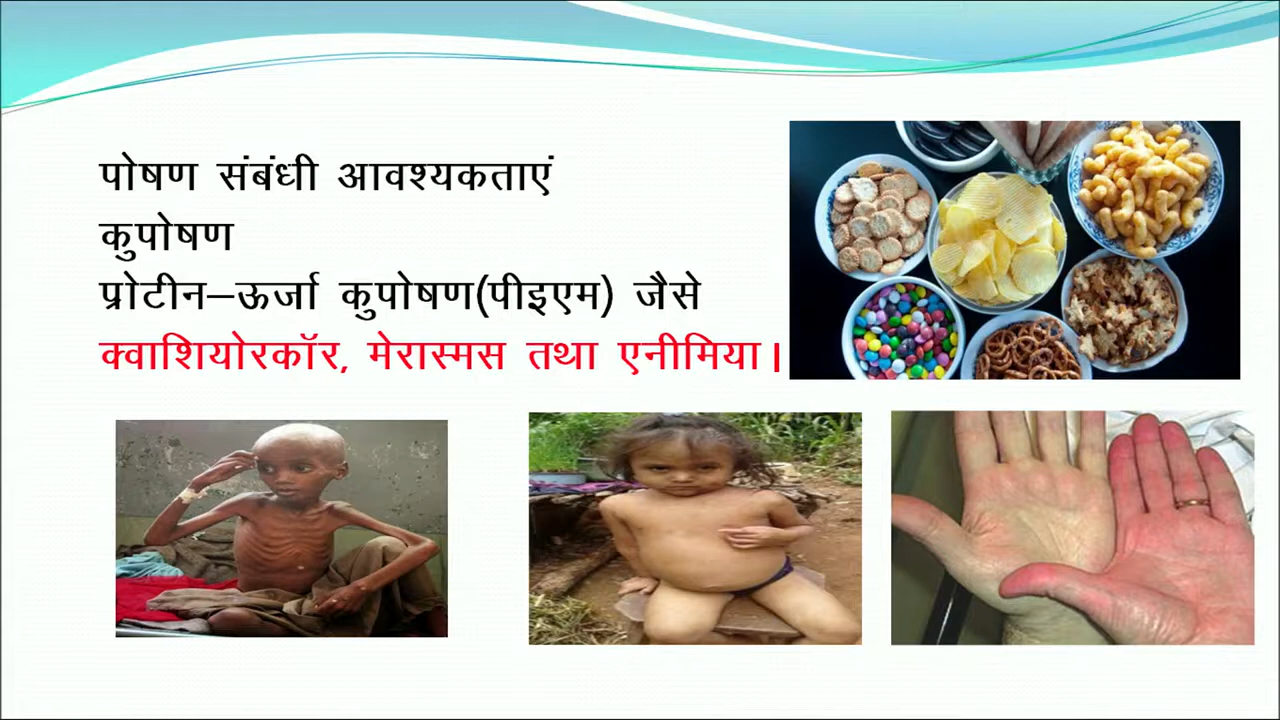 पोषण संबंधी आवश्यकताएं
कुपोषण
प्रोटीन–ऊर्जा कुपोषण(पीइएम) जैसे
क्वाशियोरकॉर, मेरास्मस तथा एनीमिया।